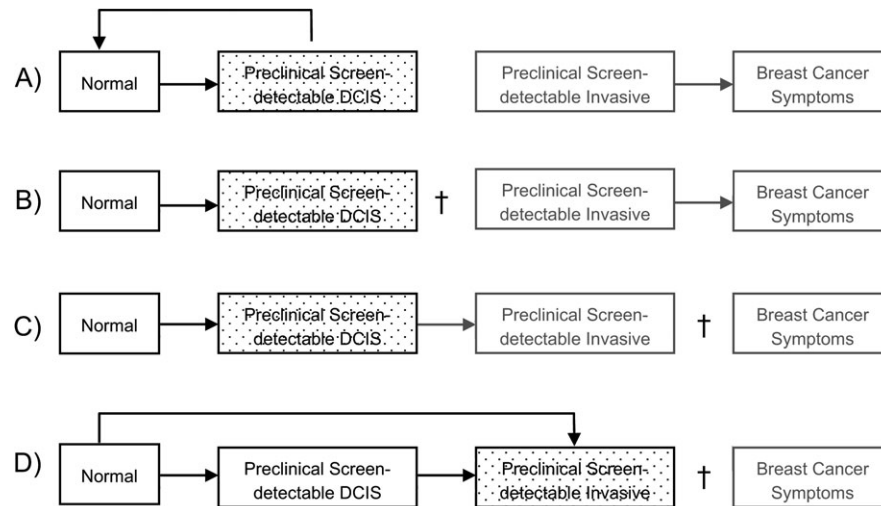 A)
Normal
Preclinical Screen-
detectable DCIS
Preclinical Screen-
detectable Invasive
Breast Cancer
Symptoms
B)
Normal
Preclinical Screen-
detectable DCIS
†
Preclinical Screen-
detectable Invasive
Breast Cancer
Symptoms
C)
Normal
Preclinical Screen-
detectable DCIS
Preclinical Screen-
detectable Invasive
†
Breast Cancer
Symptoms
D)
Normal
Preclinical Screen-
detectable DCIS
Preclinical Screen-
detectable Invasive
†
Breast Cancer
Symptoms